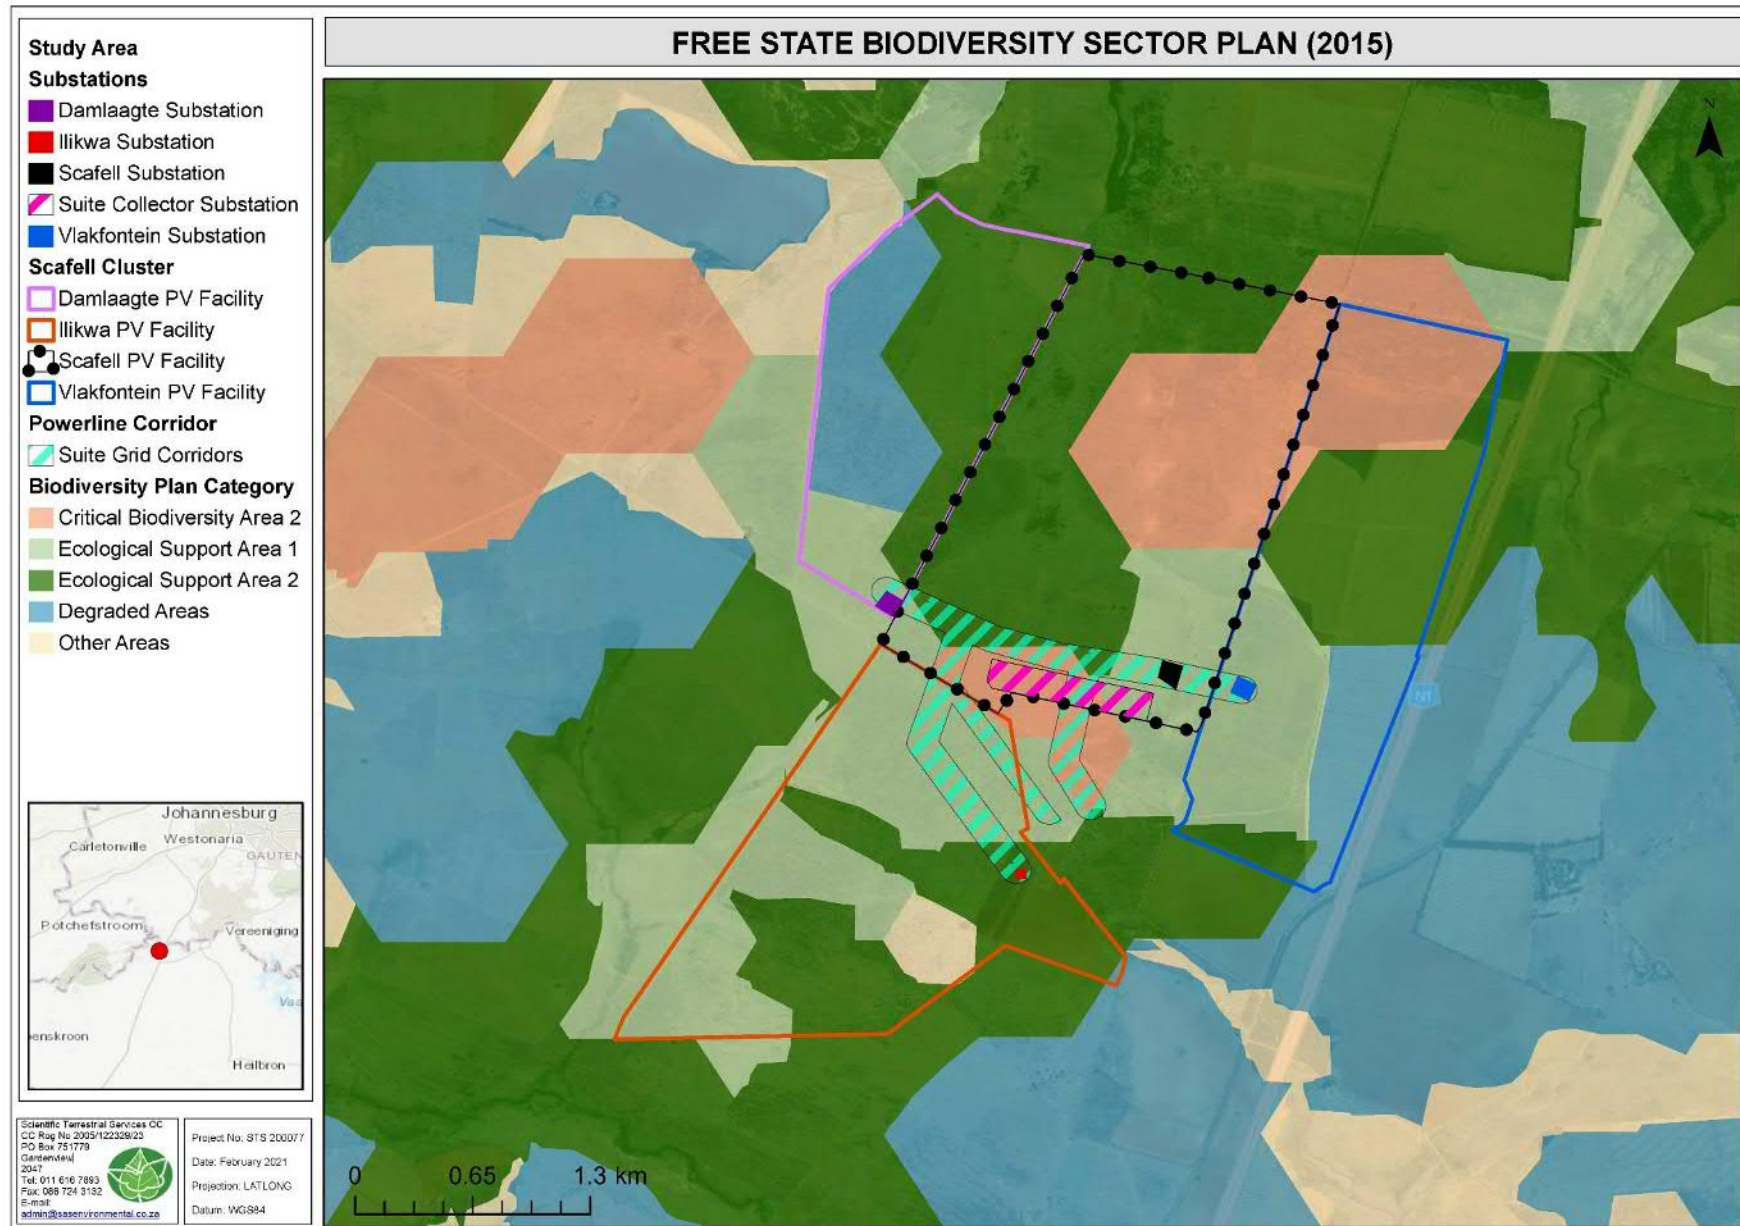 FREE STATE BIODIVERSITY SECTOR PLAN (2015)
Study Area
Substations
Damlaagte Substation
Ilikwa Substation
Scafell Substation
Suite Collector Substation
Vlakfontein Substation
Scafell Cluster
Damlaagte PV Facility
Ilikwa PV Facility
Scafell PV Facility
Vlakfontein PV Facility
Powerline Corridor
Suite Grid Corridors
Biodiversity Plan Category
Critical Biodiversity Area 2
Ecological Support Area 1
Ecological Support Area 2
Degraded Areas
Other Areas
N
N1
Johannesburg
Carletonville
Westonaria
GAUTEN
Potchefstroom
Vereeniging
Vaa
enskroon
Heilbron
Scientific Terrestrial Services CC
CC Reg No 2005/122329/23
PO Box 751779
Gardenview
2047
Tel: 011 616 7893
Fax: 086 724 3132
E-mail:
admin@sasenvironmental.co.za
Project No: STS 200077
Date: February 2021
Projection: LATLONG
Datum: WGS84
0 0.65 1.3 km